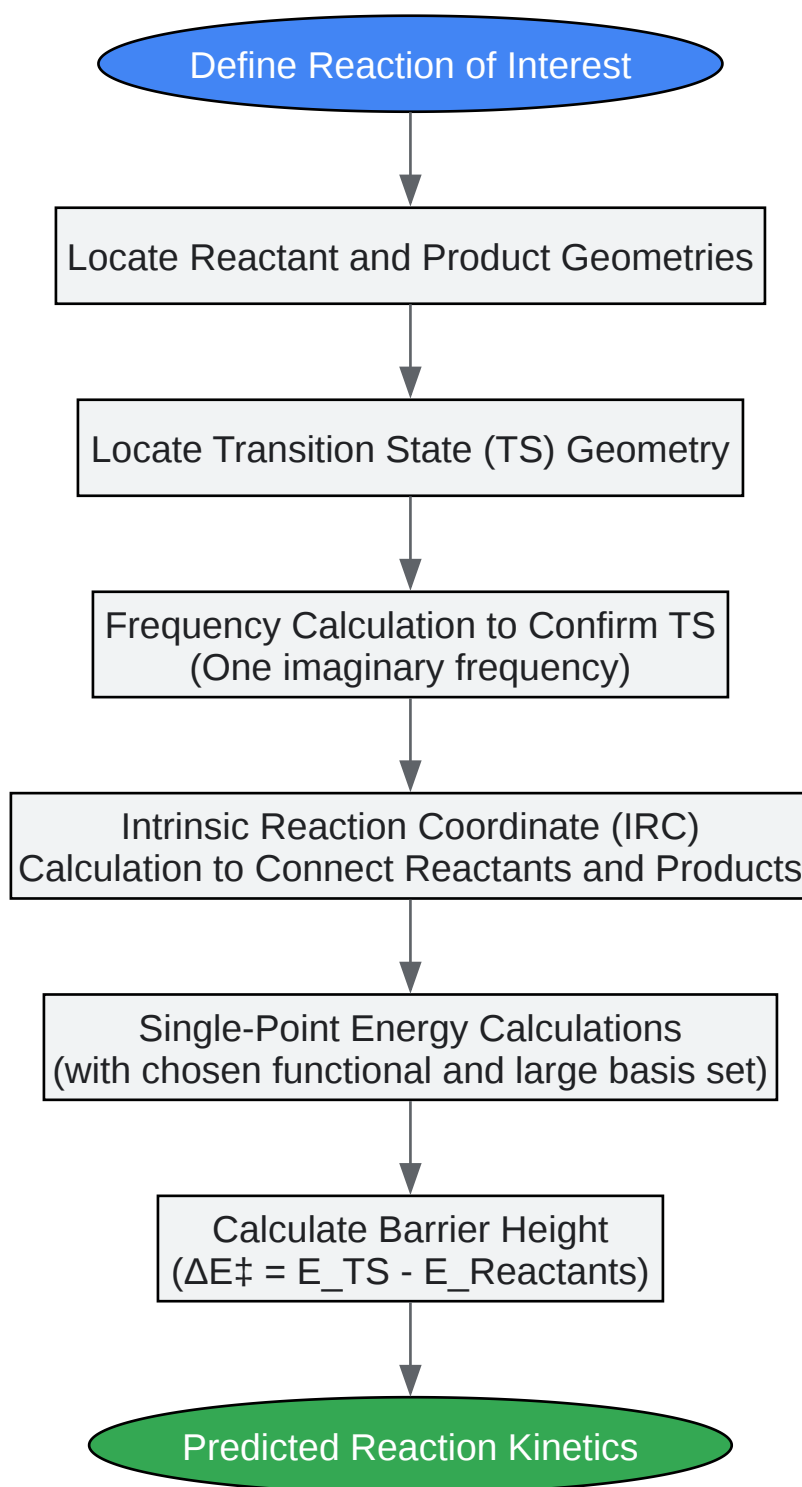 Define Reaction of Interest
Locate Reactant and Product Geometries
Locate Transition State (TS) Geometry
Frequency Calculation to Confirm TS
(One imaginary frequency)
Intrinsic Reaction Coordinate (IRC)
Calculation to Connect Reactants and Products
Single-Point Energy Calculations
(with chosen functional and large basis set)
Calculate Barrier Height
(ΔE‡ = E_TS - E_Reactants)
Predicted Reaction Kinetics